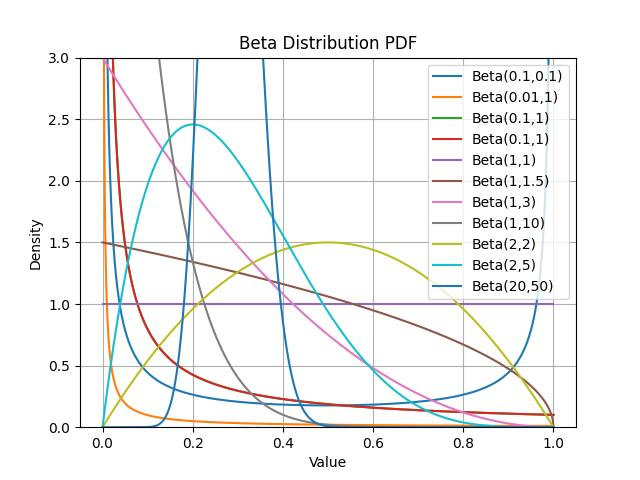 Beta Distribution PDF
3.0
2.5
2.0
1.5
1.0
0.5
0.0
Density
0.0 0.2 0.4 0.6 0.8 1.0
Value
Beta(0.1,0.1)
Beta(0.01,1)
Beta(0.1,1)
Beta(0.1,1)
Beta(1,1)
Beta(1,1.5)
Beta(1,3)
Beta(1,10)
Beta(2,2)
Beta(2,5)
Beta(20,50)